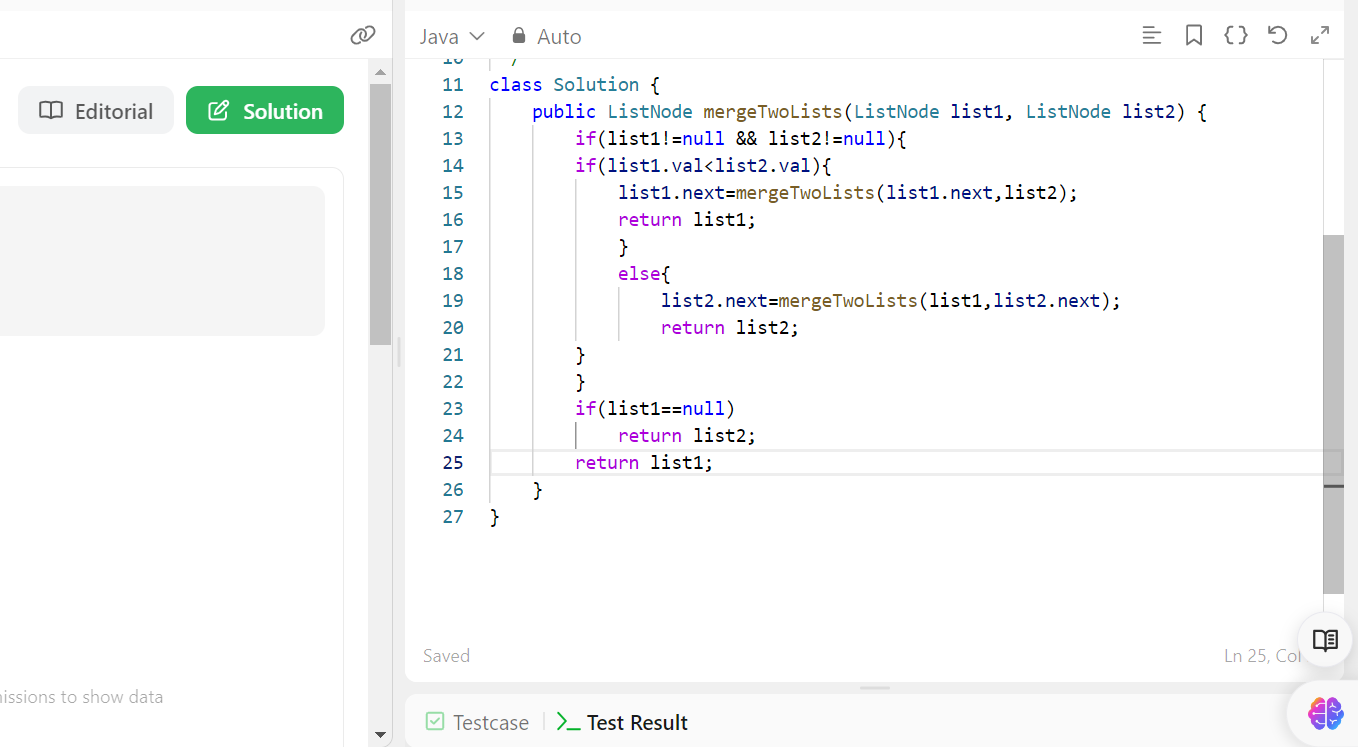 Java Auto
Editorial Solution
11 class Solution {
12 public ListNode mergeTwoLists(ListNode list1, ListNode list2) {
13 if(list1!=null && list2!=null){
14 if(list1.val<list2.val){
15 list1.next=mergeTwoLists(list1.next,list2);
16 return list1;
17 }
18 else{
19 list2.next=mergeTwoLists(list1,list2.next);
20 return list2;
21 }
22 }
23 if(list1==null)
24 return list2;
25 return list1;
26 }
27 }
Saved Ln 25,
to show data
Testcase Test Result